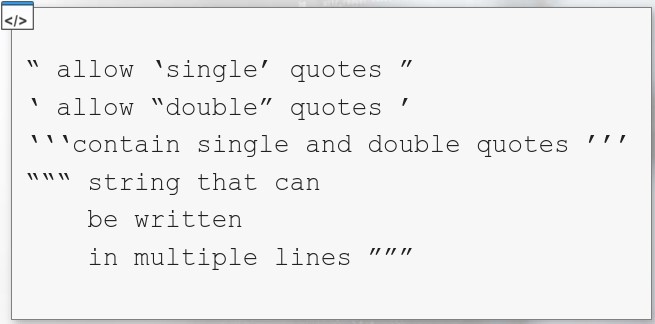 </>
“ allow ‘single’ quotes ”
‘ allow “double” quotes ’
‘‘‘contain single and double quotes ’’’
“““ string that can
be written
in multiple lines ”””